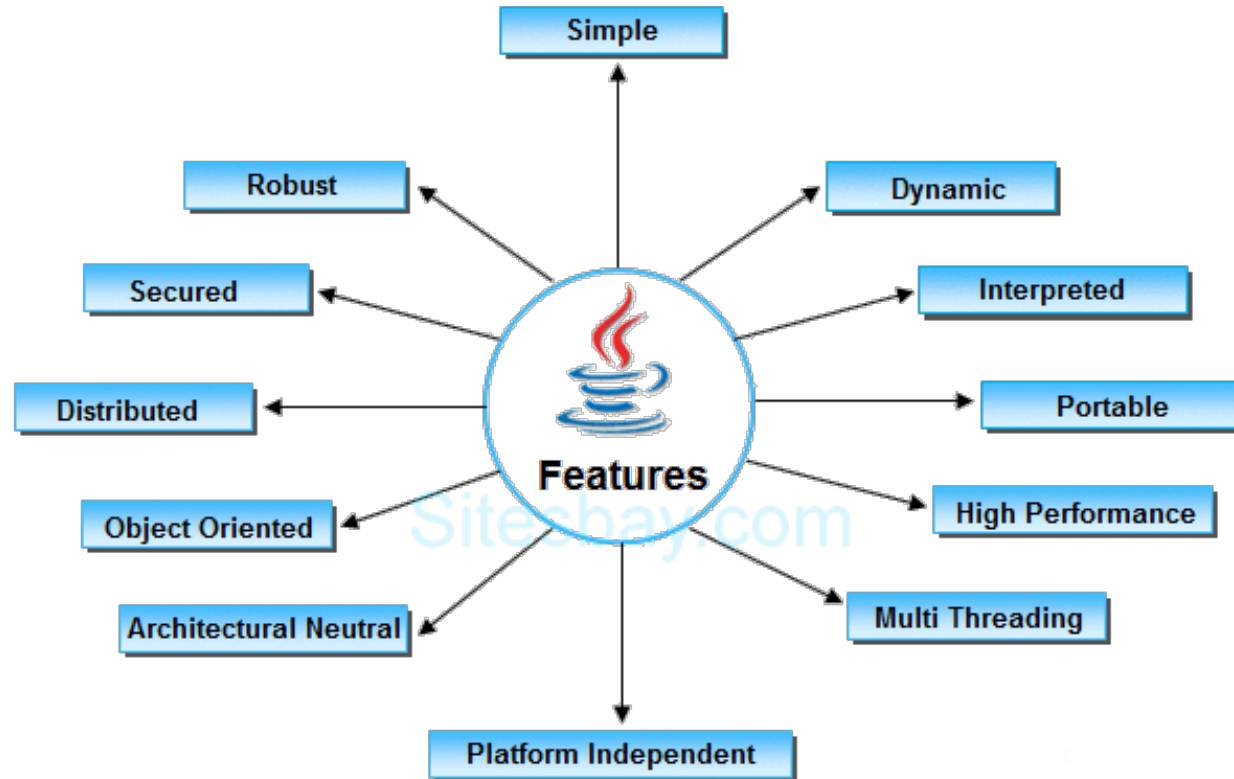 Simple
Robust
Dynamic
Secured
Interpreted
Distributed
Portable
Features
Sitesbay.com
Object Oriented
High Performance
Architectural Neutral
Multi Threading
Platform Independent